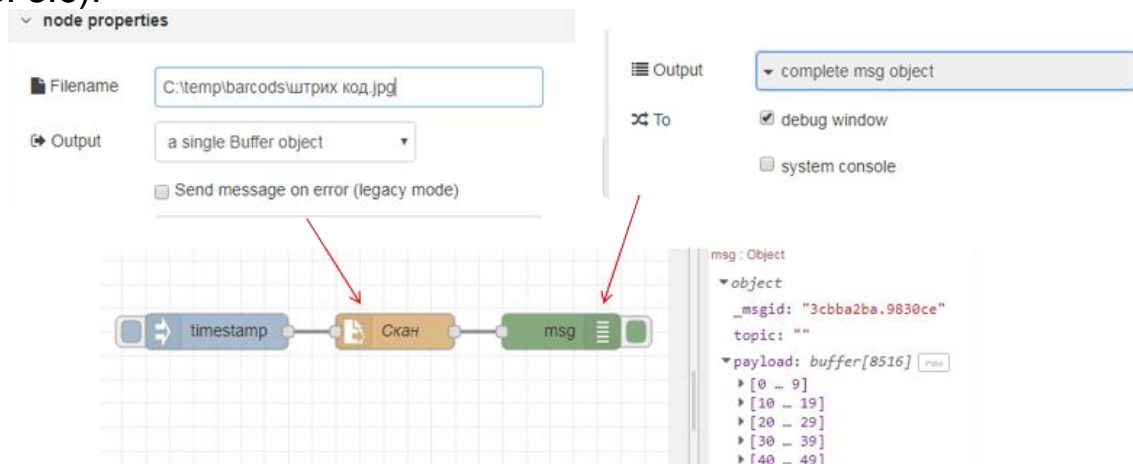 node properties
Filename
C:\temp\barcods\штрих код.jpg
Output
a single Buffer object
Send message on error (legacy mode)
Output
complete msg object
To
debug window
system console
timestamp
Скан
msg
msg : Object
object
_msgid: "3cbba2ba.9830ce"
topic: ""
payload: buffer[8516] raw
[0 … 9]
[10 … 19]
[20 … 29]
[30 … 39]
[40 … 49]